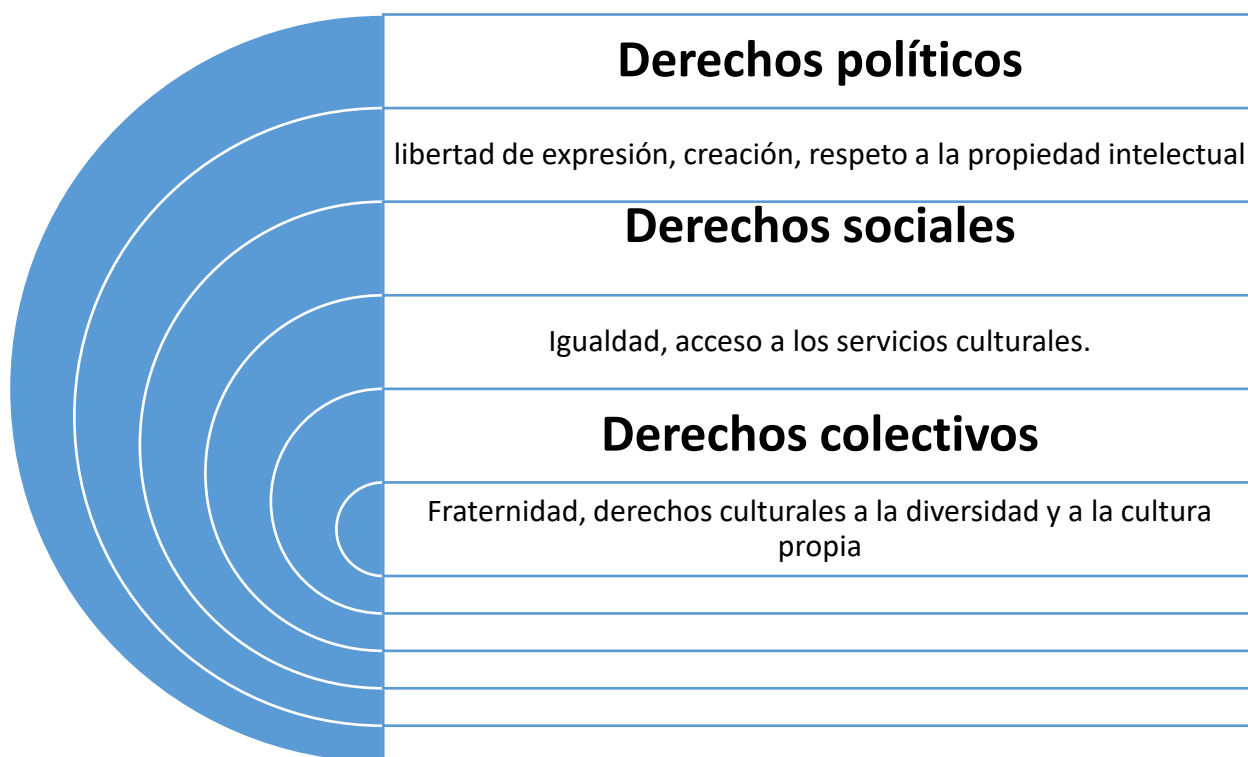 Derechos políticos
libertad de expresión, creación, respeto a la propiedad intelectual
Derechos sociales
Igualdad, acceso a los servicios culturales.
Derechos colectivos
Fraternidad, derechos culturales a la diversidad y a la cultura
propia